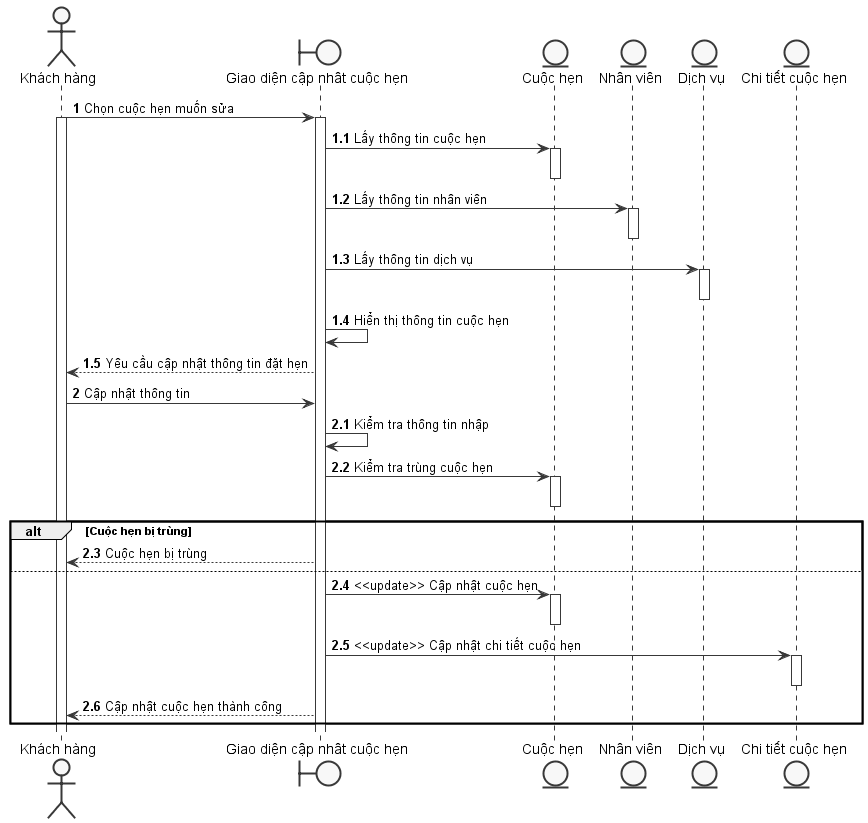 Khách hàng
Giao diện cập nhât cuộc hẹn
Cuộc hẹn
Nhân viên
Dịch vụ
Chi tiết cuộc hẹn
1 Chọn cuộc hẹn muốn sửa
1.1 Lấy thông tin cuộc hẹn
1.2 Lấy thông tin nhân viên
1.3 Lấy thông tin dịch vụ
1.4 Hiển thị thông tin cuộc hẹn
1.5 Yêu cầu cập nhật thông tin đặt hẹn
2 Cập nhật thông tin
2.1 Kiểm tra thông tin nhập
2.2 Kiểm tra trùng cuộc hẹn
alt [Cuộc hẹn bị trùng]
2.3 Cuộc hẹn bị trùng
2.4 <<update>> Cập nhật cuộc hẹn
2.5 <<update>> Cập nhật chi tiết cuộc hẹn
2.6 Cập nhật cuộc hẹn thành công
Khách hàng
Giao diện cập nhât cuộc hẹn
Cuộc hẹn
Nhân viên
Dịch vụ
Chi tiết cuộc hẹn